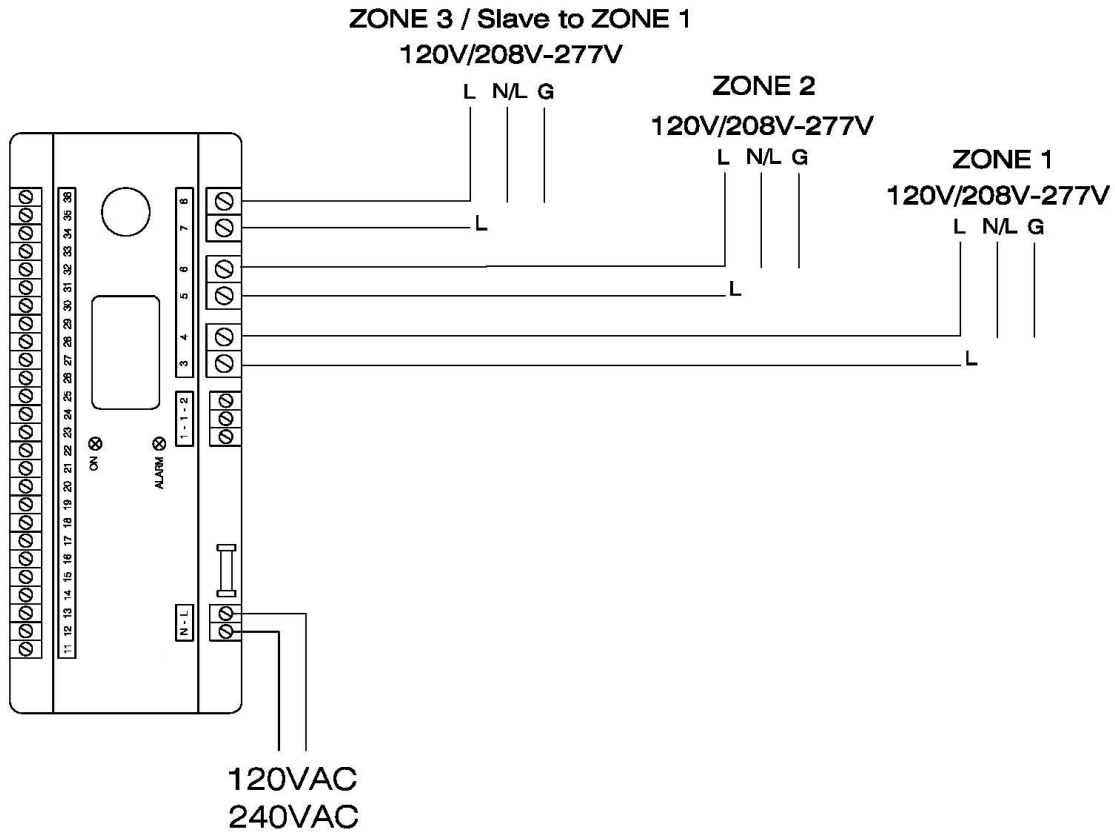 ZONE 3 / Slave to ZONE 1
120V/208V-277V
L N/L G
ZONE 2
120V/208V-277V
L N/L G
ZONE 1
120V/208V-277V
L N/L G
L
L
L
36
35
34
33
32
31
30
29
28
27
26
25
24
23
22
21
20
19
18
17
16
15
14
13
12
11
8
7
6
5
4
3
1 - 1 - 2
ON
ALARM
N - L
120VAC
240VAC